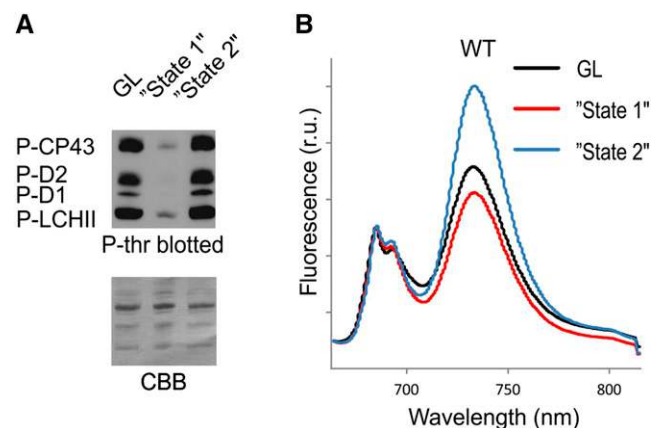 A
GL
"State 1"
"State 2"
P-CP43
P-D2
P-D1
P-LCHII
P-thr blotted
CBB
B
WT
GL
"State 1"
"State 2"
Fluorescence (r.u.)
700
750
800
Wavelength (nm)